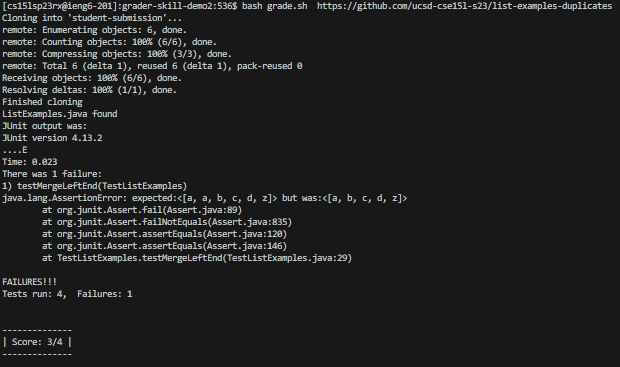 [cs15lsp23rx@ieng6-201]:grader-skill-demo2:536$ bash grade.sh  https://github.com/ucsd-cse15l-s23/list-examples-duplicates
Cloning into 'student-submission'...
remote: Enumerating objects: 6, done.
remote: Counting objects: 100% (6/6), done.
remote: Compressing objects: 100% (3/3), done.
remote: Total 6 (delta 1), reused 6 (delta 1), pack-reused 0
Receiving objects: 100% (6/6), done.
Resolving deltas: 100% (1/1), done.
Finished cloning
ListExamples.java found
JUnit output was:
JUnit version 4.13.2
....E
Time: 0.023
There was 1 failure:
1) testMergeLeftEnd(TestListExamples)
java.lang.AssertionError: expected:<[a, a, b, c, d, z]> but was:<[a, b, c, d, z]>
        at org.junit.Assert.fail(Assert.java:89)
        at org.junit.Assert.failNotEquals(Assert.java:835)
        at org.junit.Assert.assertEquals(Assert.java:120)
        at org.junit.Assert.assertEquals(Assert.java:146)
        at TestListExamples.testMergeLeftEnd(TestListExamples.java:29)

FAILURES!!!
Tests run: 4,  Failures: 1


--------------
| Score: 3/4 |
--------------